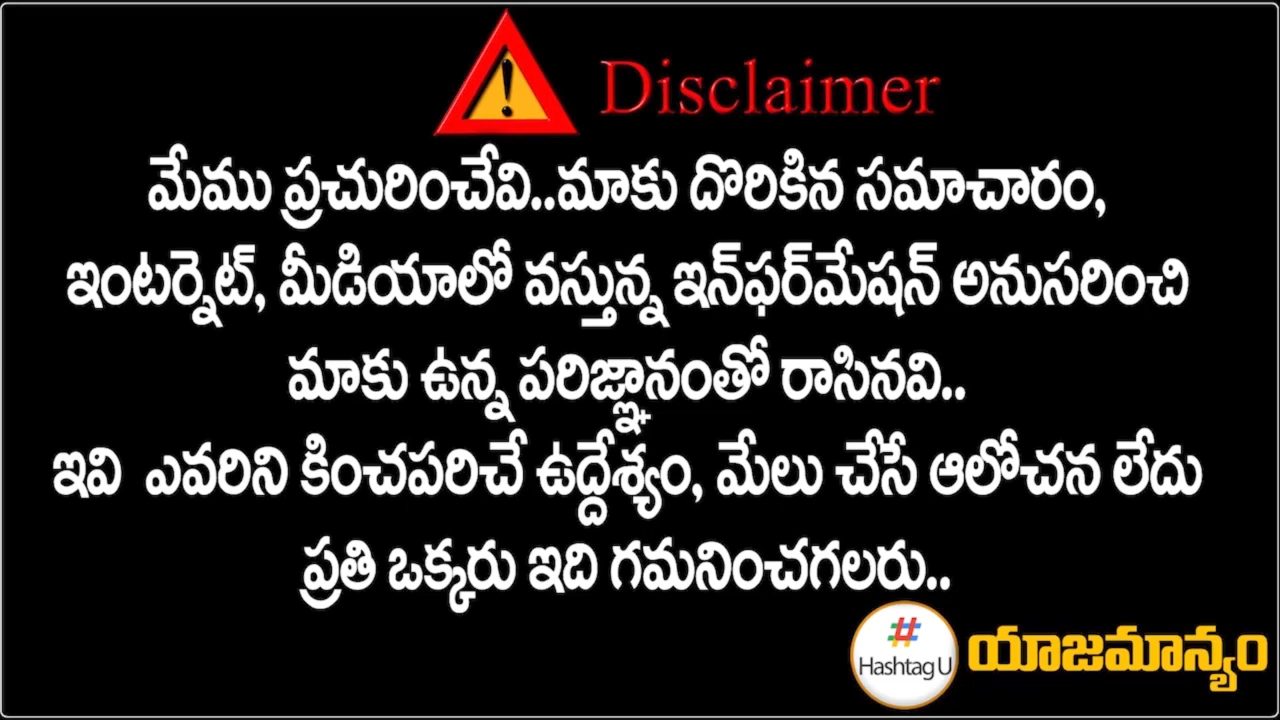 Disclaimer
మేము ప్రచురించేవి..మాకు దొరికిన సమాచారం,
ఇంటర్నెట్, మీడియాలో వస్తున్న ఇన్‌ఫర్‌మేషన్ అనుసరించి
మాకు ఉన్న పరిజ్ఞానంతో రాసినవి..
ఇవి ఎవరిని కించపరిచే ఉద్దేశ్యం, మేలు చేసే ఆలోచన లేదు
ప్రతి ఒక్కరు ఇది గమనించగలరు..
# Hashtag U యాజమాన్యం